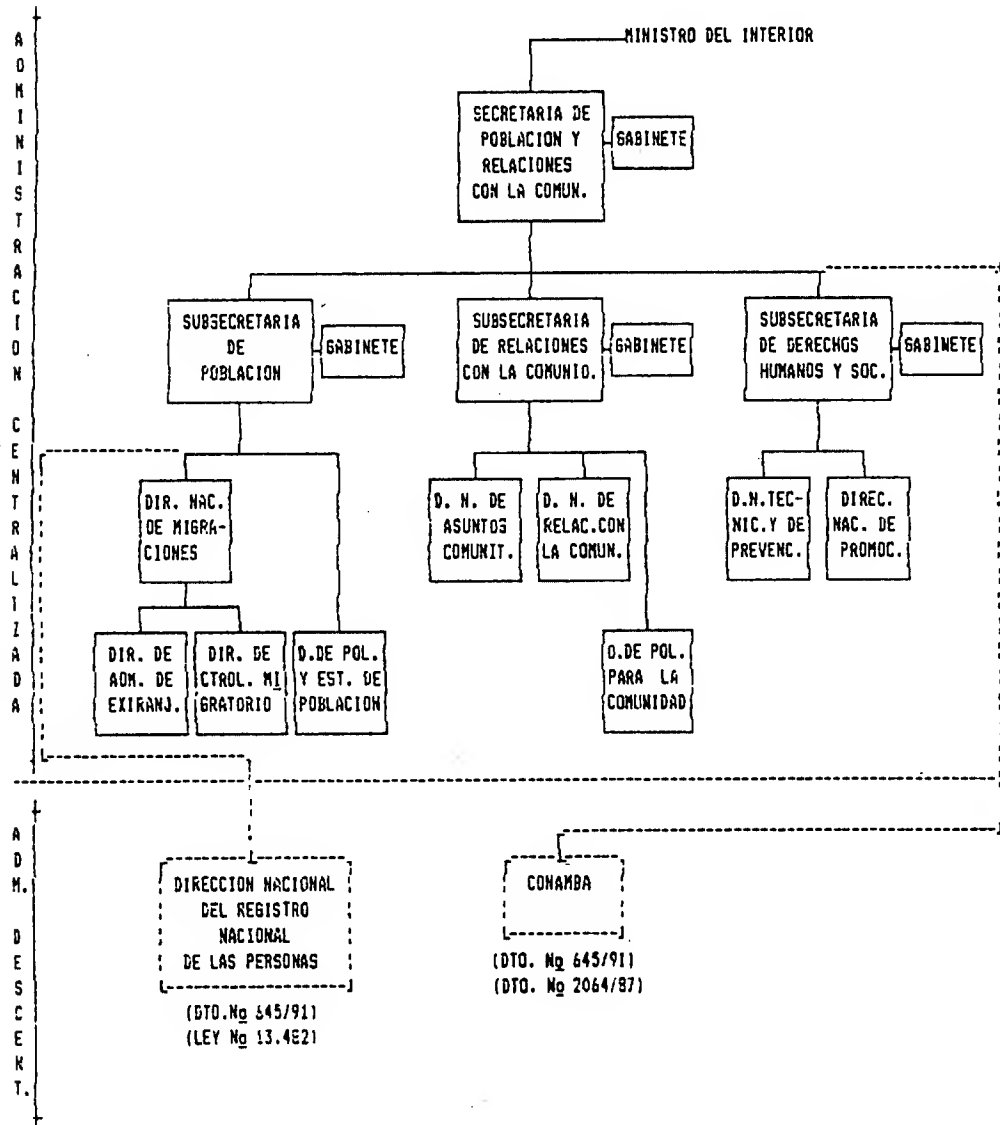 ADMINISTRACION CENTRALIZADA
MINISTRO DEL INTERIOR
SECRETARIA DE
POBLACION Y
RELACIONES
CON LA COMUN.
GABINETE
SUBSECRETARIA
DE
POBLACION
GABINETE
SUBSECRETARIA
DE RELACIONES
CON LA COMUNID.
GABINETE
SUBSECRETARIA
DE DERECHOS
HUMANOS Y SOC.
GABINETE
DIR. NAC.
DE MIGRA-
CIONES
D. N. DE
ASUNTOS
COMUNIT.
D. N. DE
RELAC.CON
LA COMUN.
D.N.TEC-
NIC.Y DE
PREVENC.
DIREC.
NAC. DE
PROMOC.
DIR. DE
ADM. DE
EXTRANJ.
DIR. DE
CTROL. MI
GRATORIO
D.DE POL.
Y EST. DE
POBLACION
D.DE POL.
PARA LA
COMUNIDAD
ADM. DESCENT.
DIRECCION NACIONAL
DEL REGISTRO
NACIONAL
DE LAS PERSONAS
(DTO.Nº 645/91)
(LEY Nº 13.482)
CONAMBA
(DTO. Nº 645/91)
(DTO. Nº 2064/87)